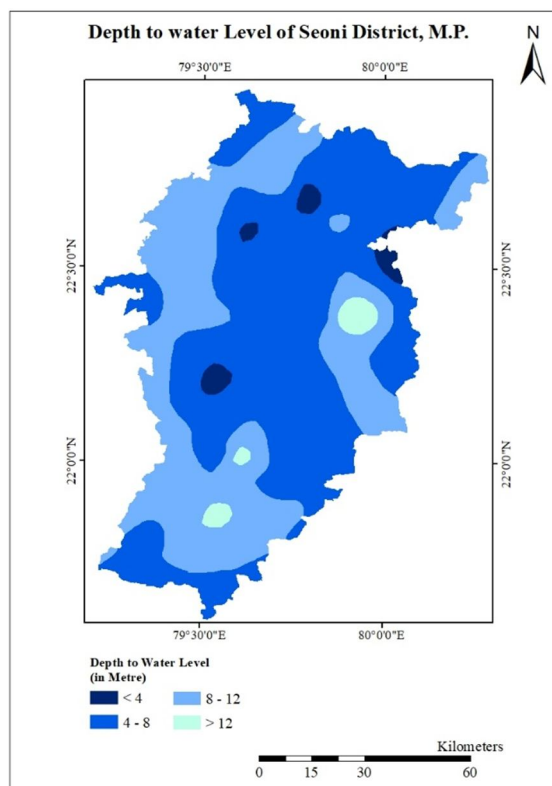 Depth to water Level of Seoni District, M.P.
N
79°30'0"E 80°0'0"E
22°30'0"N 22°30'0"N
22°0'0"N 22°0'0"N
79°30'0"E 80°0'0"E
Depth to Water Level
(in Metre)
< 4 8 - 12
4 - 8 > 12
Kilometers
0 15 30 60